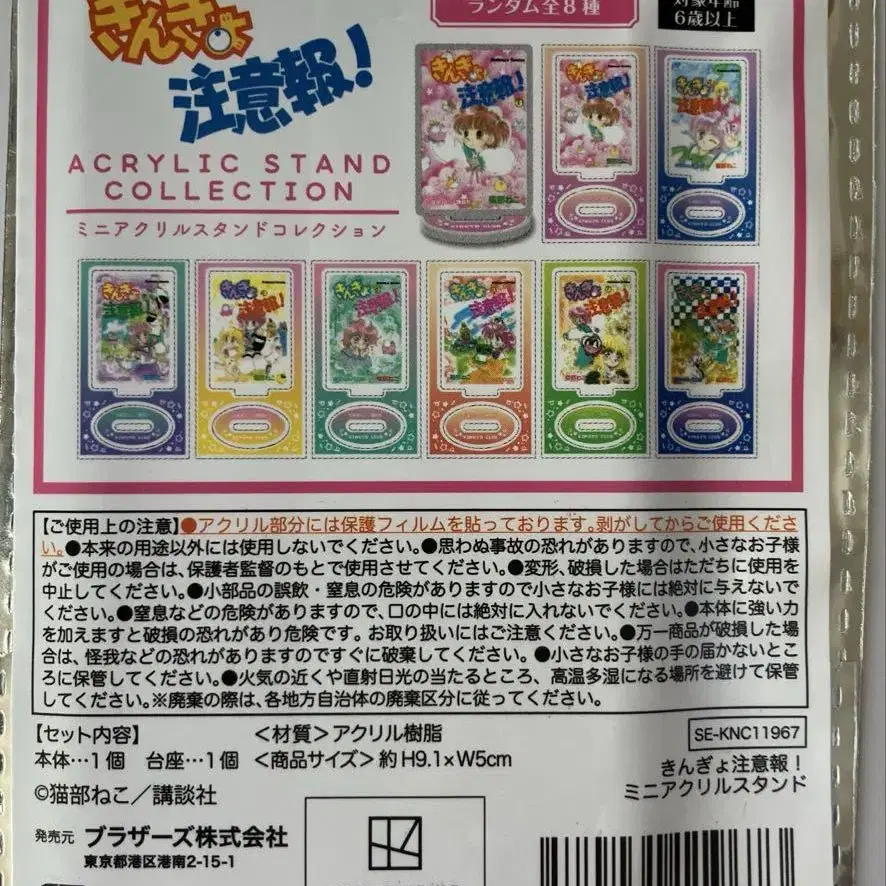 ランダム全8種
対象年齢
6歳以上
きんぎょ
注意報!
ACRYLIC STAND
COLLECTION
ミニアクリルスタンドコレクション
【ご使用上の注意】●アクリル部分には保護フィルムを貼っております。剥がしてからご使用くださ
い。●本来の用途以外には使用しないでください。●思わぬ事故の恐れがありますので、小さなお子様
がご使用の場合は、保護者監督のもとで使用させてください。●変形、破損した場合はただちに使用を
中止してください。●小部品の誤飲・窒息の危険がありますので小さなお子様には絶対に与えないで
ください。●窒息などの危険がありますので、口の中には絶対に入れないでください。●本体に強い力
を加えますと破損の恐れがあり危険です。お取り扱いにはご注意ください。●万一商品が破損した場
合は、怪我などの恐れがありますのですぐに破棄してください。●小さなお子様の手の届かないとこ
ろに保管してください。●火気の近くや直射日光の当たるところ、高温多湿になる場所を避けて保管
してください。※廃棄の際は、各地方自治体の廃棄区分に従ってください。
【セット内容】 <材質>アクリル樹脂
本体…1個 台座…1個 <商品サイズ>約H9.1×W5cm
SE-KNC11967
きんぎょ注意報!
ミニアクリルスタンド
©猫部ねこ/講談社
発売元 ブラザーズ株式会社
東京都港区港南2-15-1